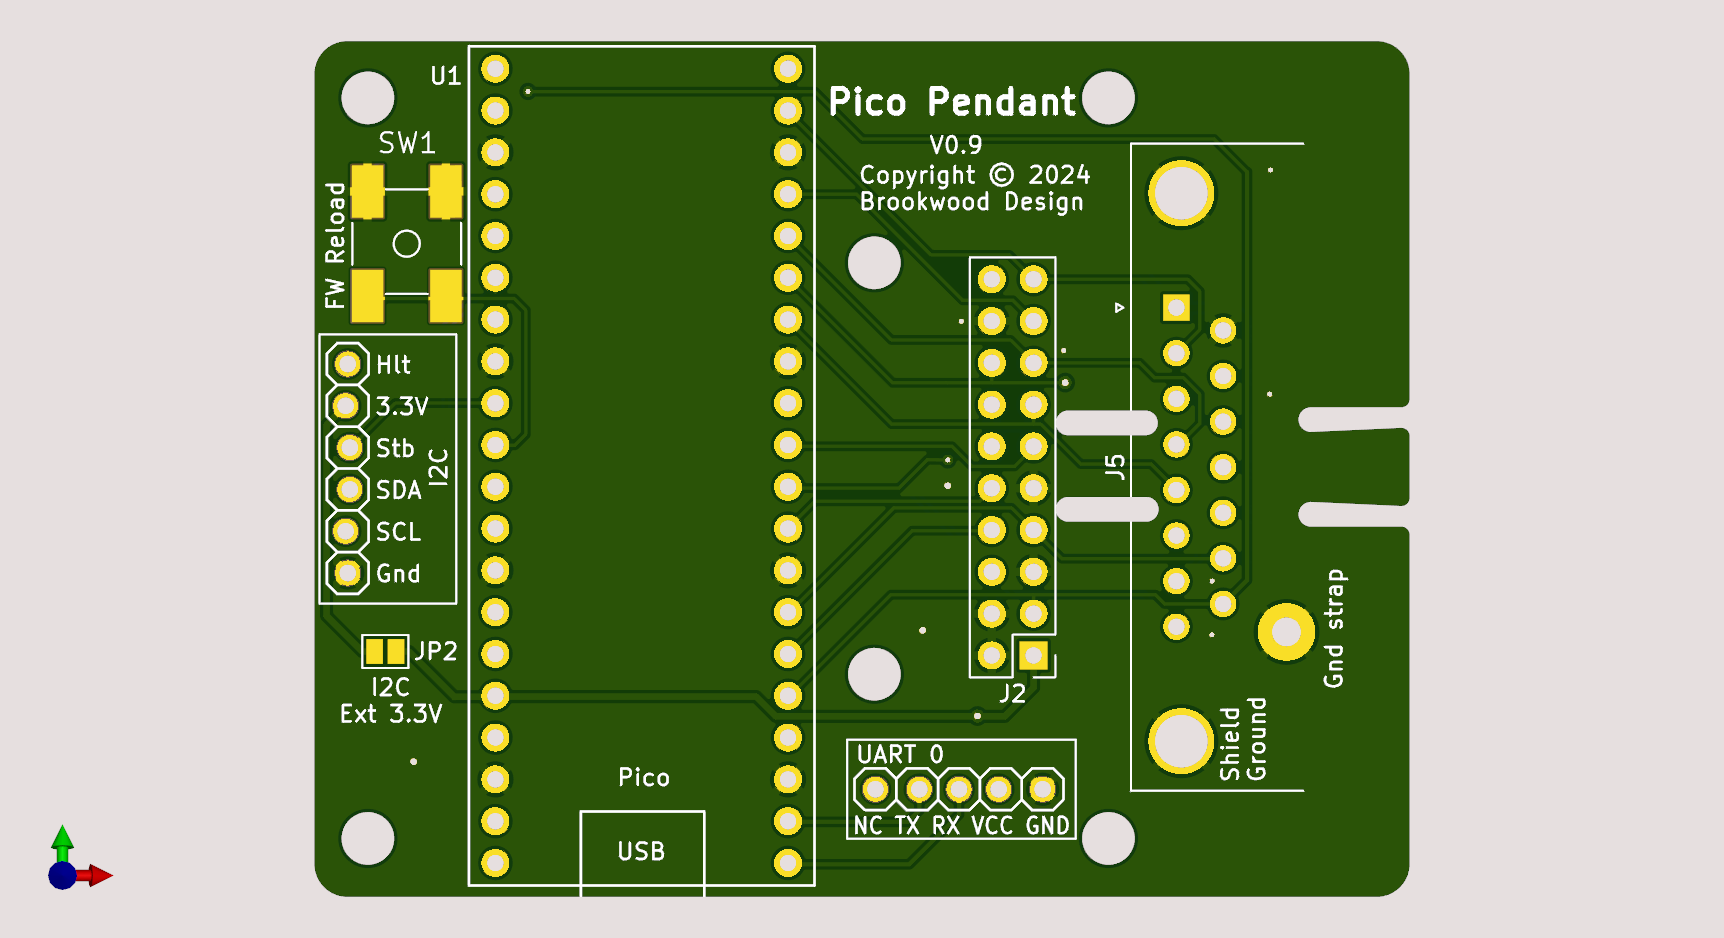 U1
Pico Pendant
V0.9
Copyright © 2024
Brookwood Design
SW1
FW Reload
Hlt
3.3V
Stb
SDA
SCL
Gnd
I2C
JP2
I2C
Ext 3.3V
Pico
USB
J2
J5
Gnd strap
Shield
Ground
UART 0
NC TX RX VCC GND